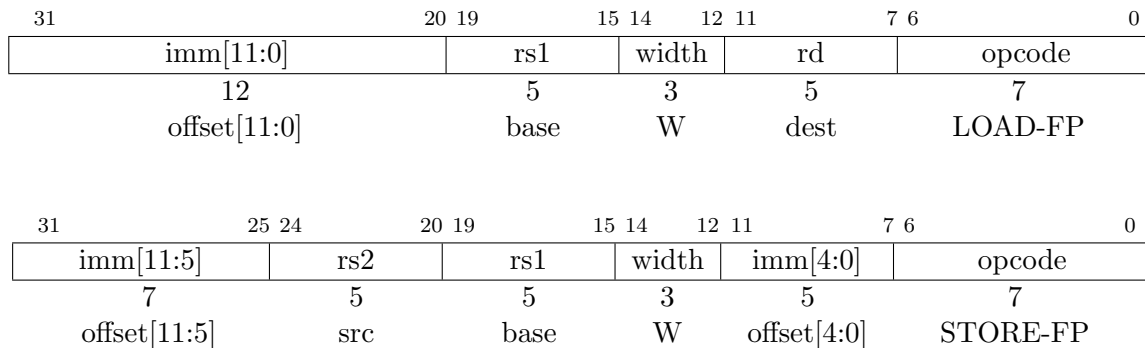 31 20 19 15 14 12 11 7 6 0
imm[11:0] rs1 width rd opcode
12 5 3 5 7
offset[11:0] base W dest LOAD-FP
31 25 24 20 19 15 14 12 11 7 6 0
imm[11:5] rs2 rs1 width imm[4:0] opcode
7 5 5 3 5 7
offset[11:5] src base W offset[4:0] STORE-FP